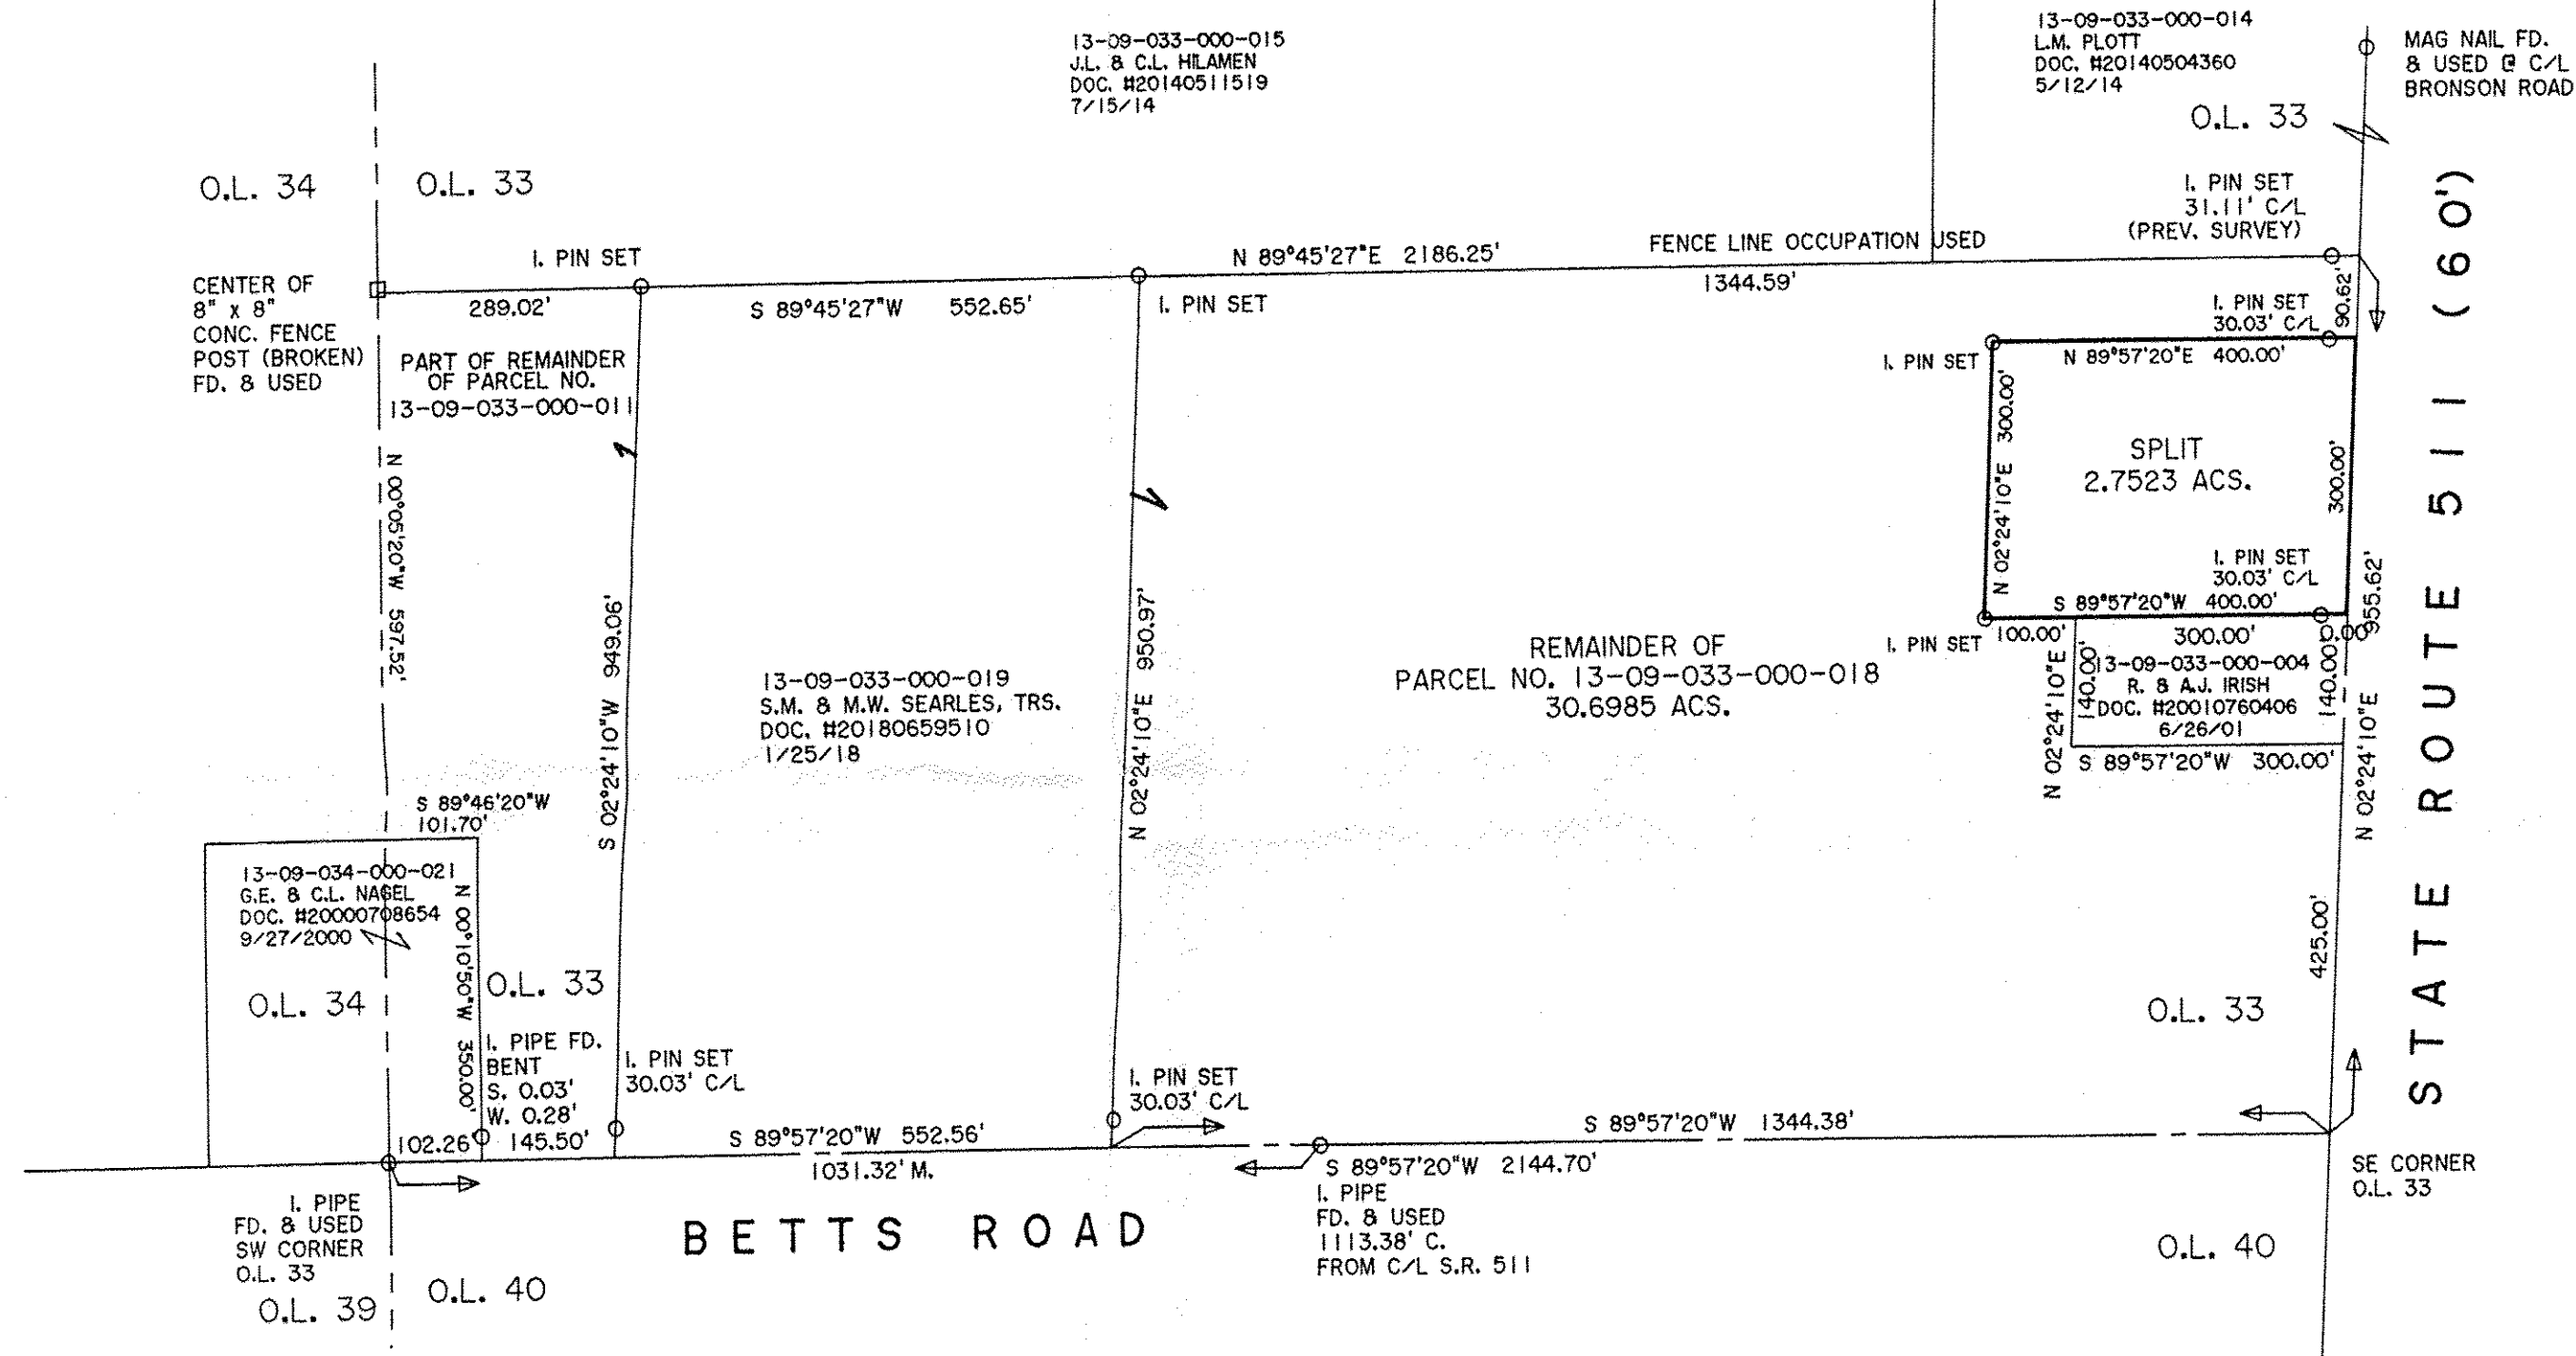 13-09-033-000-015
J.L. & C.L. HILAMEN
DOC. #20140511519
7/15/14
13-09-033-000-014
L.M. PLOTT
DOC. #20140504360
5/12/14
O.L. 33
MAG NAIL FD.
& USED @ C/L
BRONSON ROAD
O.L. 34
O.L. 33
I. PIN SET
31.11' C/L
(PREV. SURVEY)
I. PIN SET
N 89°45'27"E 2186.25'
FENCE LINE OCCUPATION USED
CENTER OF
8" x 8"
CONC. FENCE
POST (BROKEN)
FD. & USED
289.02'
S 89°45'27"W 552.65'
I. PIN SET
1344.59'
I. PIN SET
30.03' C/L
90.62'
PART OF REMAINDER
OF PARCEL NO.
13-09-033-000-011
I. PIN SET
N 89°57'20"E 400.00'
N 02°24'10"E 300.00'
SPLIT
2.7523 ACS.
300.00'
I. PIN SET
30.03' C/L
S 89°57'20"W 400.00'
955.62'
STATE ROUTE 511 (60')
N 00°05'20"W 597.52'
S 02°24'10"W 949.06'
N 02°24'10"E 950.97'
13-09-033-000-019
S.M. & M.W. SEARLES, TRS.
DOC. #20180659510
1/25/18
REMAINDER OF
PARCEL NO. 13-09-033-000-018
30.6985 ACS.
I. PIN SET
100.00'
300.00'
0.00'
N 02°24'10"E
140.00'
13-09-033-000-004
R. & A.J. IRISH
DOC. #20010760406
6/26/01
140.00'
S 89°57'20"W 300.00'
N 02°24'10"E
S 89°46'20"W
101.70'
13-09-034-000-021
G.E. & C.L. NAGEL
DOC. #20000708654
9/27/2000
N 00°10'50"W 350.00'
O.L. 34
O.L. 33
I. PIPE FD.
BENT
S. 0.03'
W. 0.28'
I. PIN SET
30.03' C/L
I. PIN SET
30.03' C/L
425.00'
O.L. 33
102.26'
145.50'
S 89°57'20"W 552.56'
1031.32' M.
S 89°57'20"W 1344.38'
S 89°57'20"W 2144.70'
I. PIPE
FD. & USED
1113.38' C.
FROM C/L S.R. 511
SE CORNER
O.L. 33
I. PIPE
FD. & USED
SW CORNER
O.L. 33
BETTS ROAD
O.L. 39
O.L. 40
O.L. 40